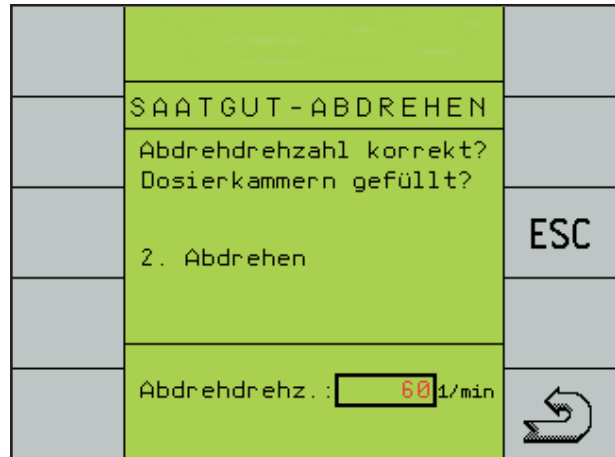 SAATGUT-ABDREHEN
Abdrehdrehzahl korrekt?
Dosierkammern gefüllt?
ESC
2. Abdrehen
Abdrehdrehz.: 60 1/min